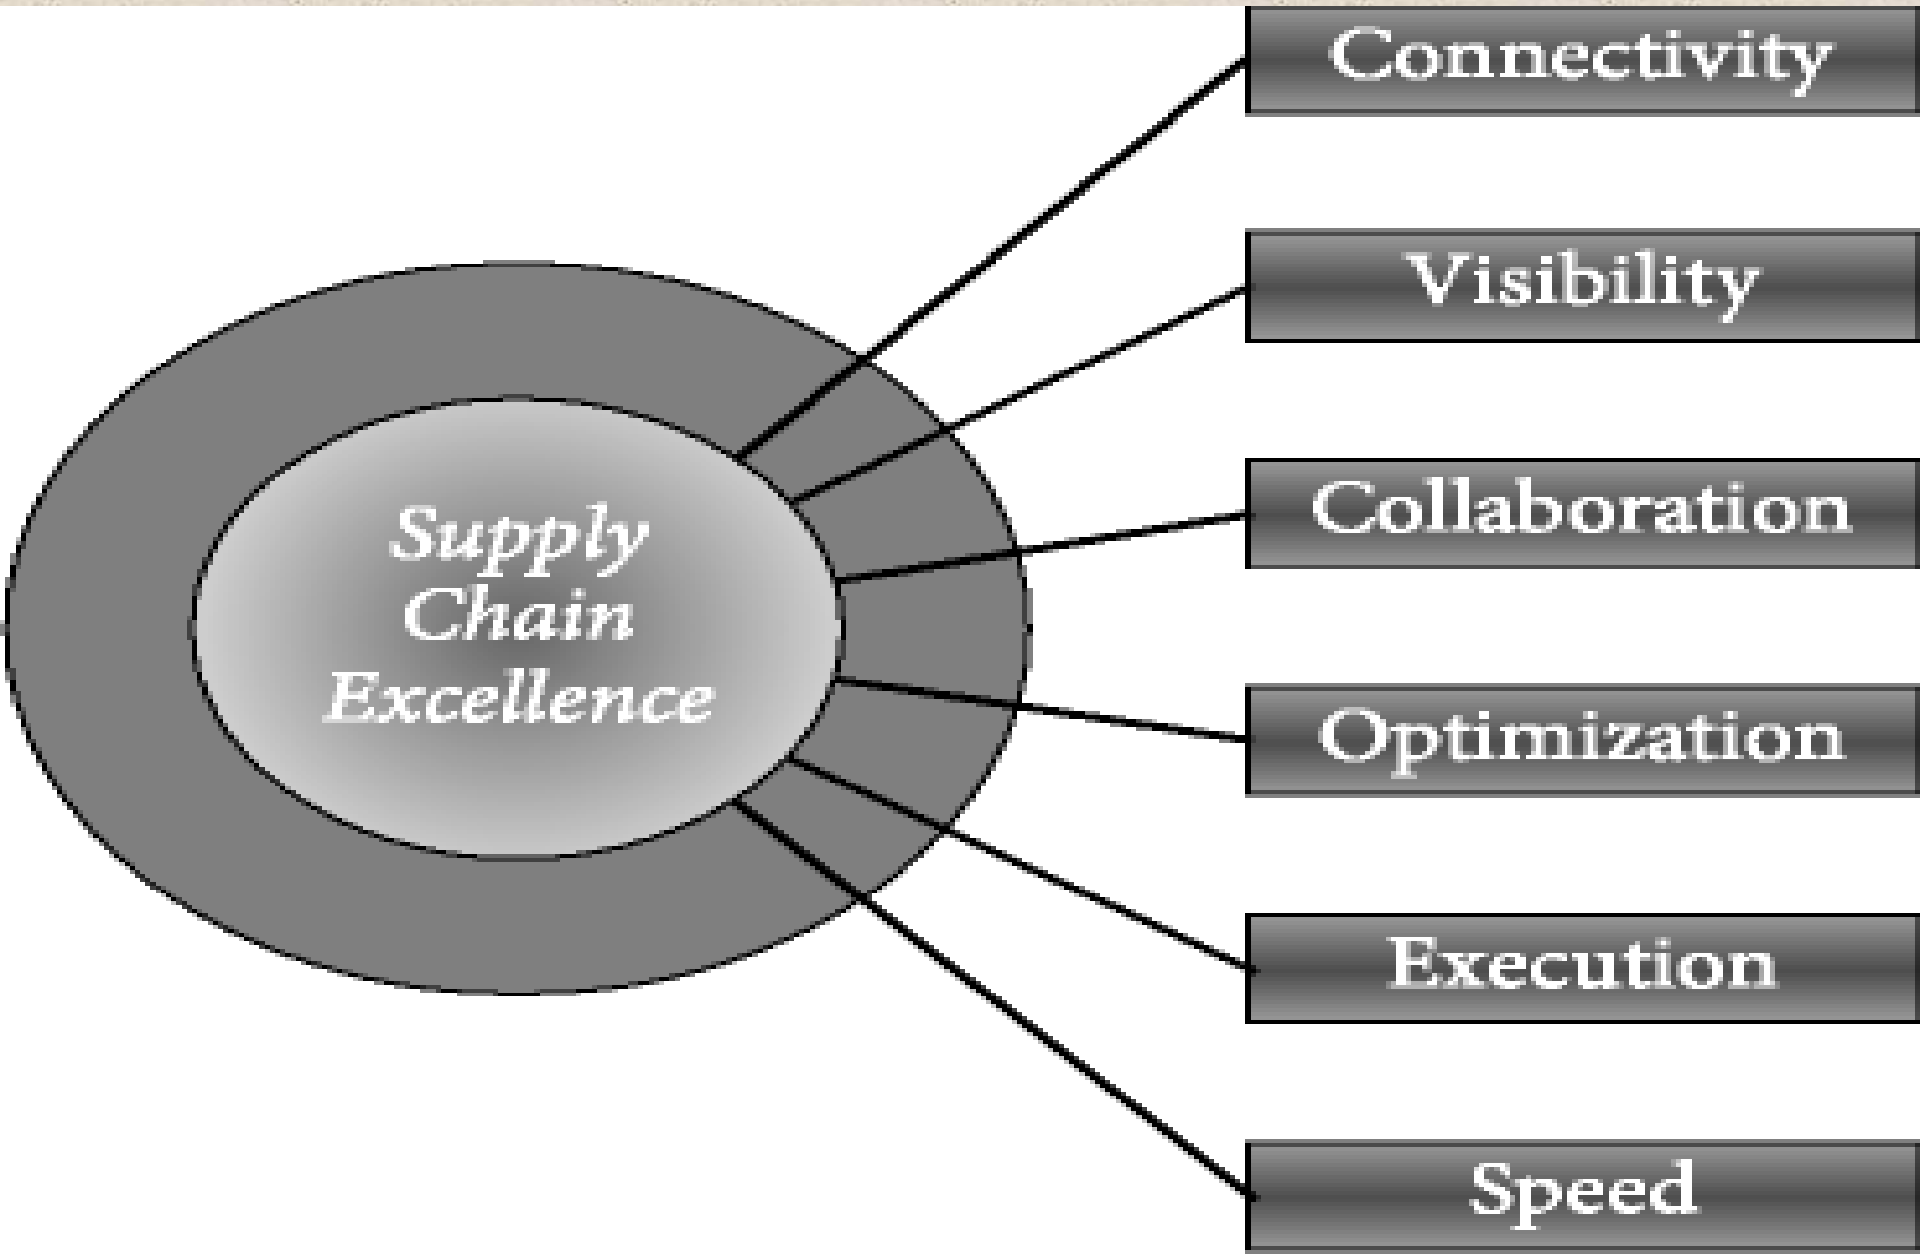 Connectivity
Visibility
Supply
Chain
Excellence
Collaboration
Optimization
Execution
Speed